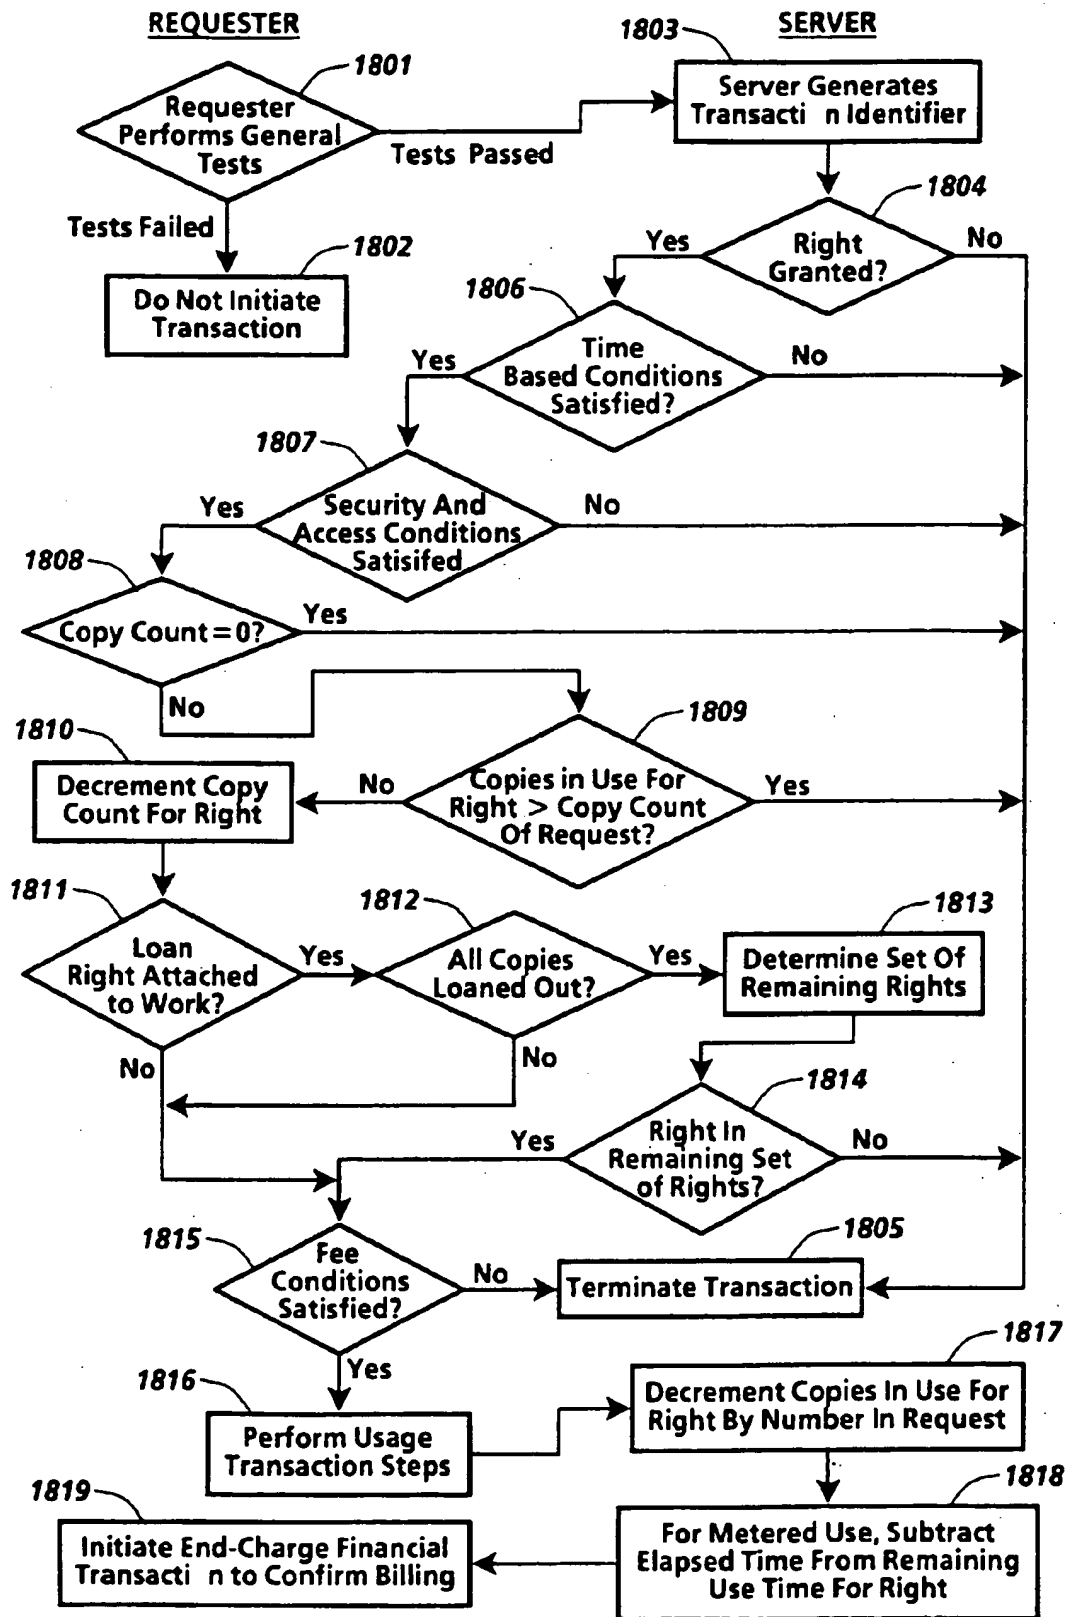 REQUESTER
SERVER
1801
Requester
Performs General
Tests
Tests Passed
Tests Failed
1802
Do Not Initiate
Transaction
1803
Server Generates
Transacti n Identifier
1804
Right
Granted?
Yes
No
1806
Time
Based Conditions
Satisfied?
Yes
No
1807
Security And
Access Conditions
Satisifed
Yes
No
1808
Copy Count = 0?
Yes
No
1809
Copies in Use For
Right > Copy Count
Of Request?
No
Yes
1810
Decrement Copy
Count For Right
1811
Loan
Right Attached
to Work?
Yes
No
1812
All Copies
Loaned Out?
Yes
No
1813
Determine Set Of
Remaining Rights
1814
Right In
Remaining Set
of Rights?
Yes
No
1815
Fee
Conditions
Satisfied?
No
Yes
1805
Terminate Transaction
1816
Perform Usage
Transaction Steps
1817
Decrement Copies In Use For
Right By Number In Request
1818
For Metered Use, Subtract
Elapsed Time From Remaining
Use Time For Right
1819
Initiate End-Charge Financial
Transacti n to Confirm Billing